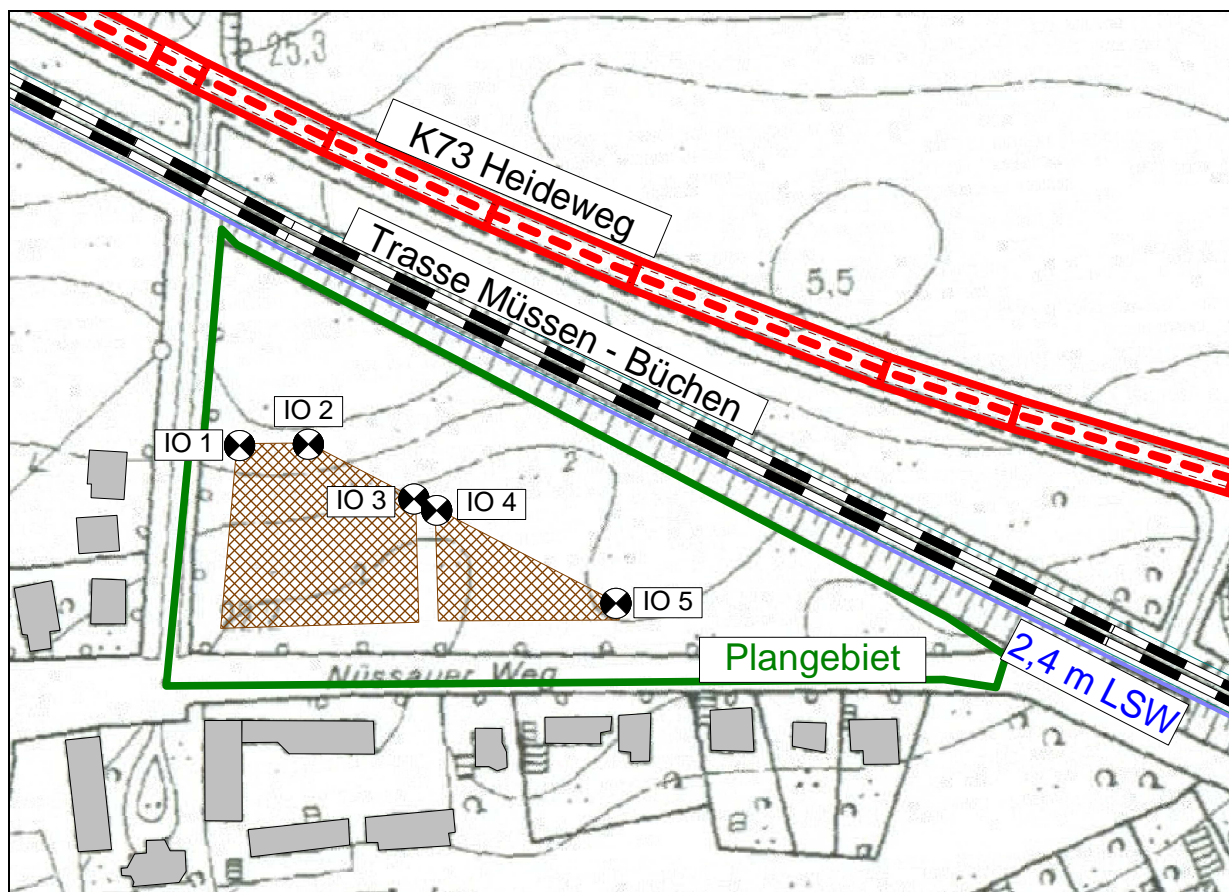 25,3
K73 Heideweg
Trasse Müssen - Büchen
5,5
IO 2
IO 1
2
IO 3
IO 4
IO 5
Plangebiet
Nüssauer Weg
2,4 m LSW